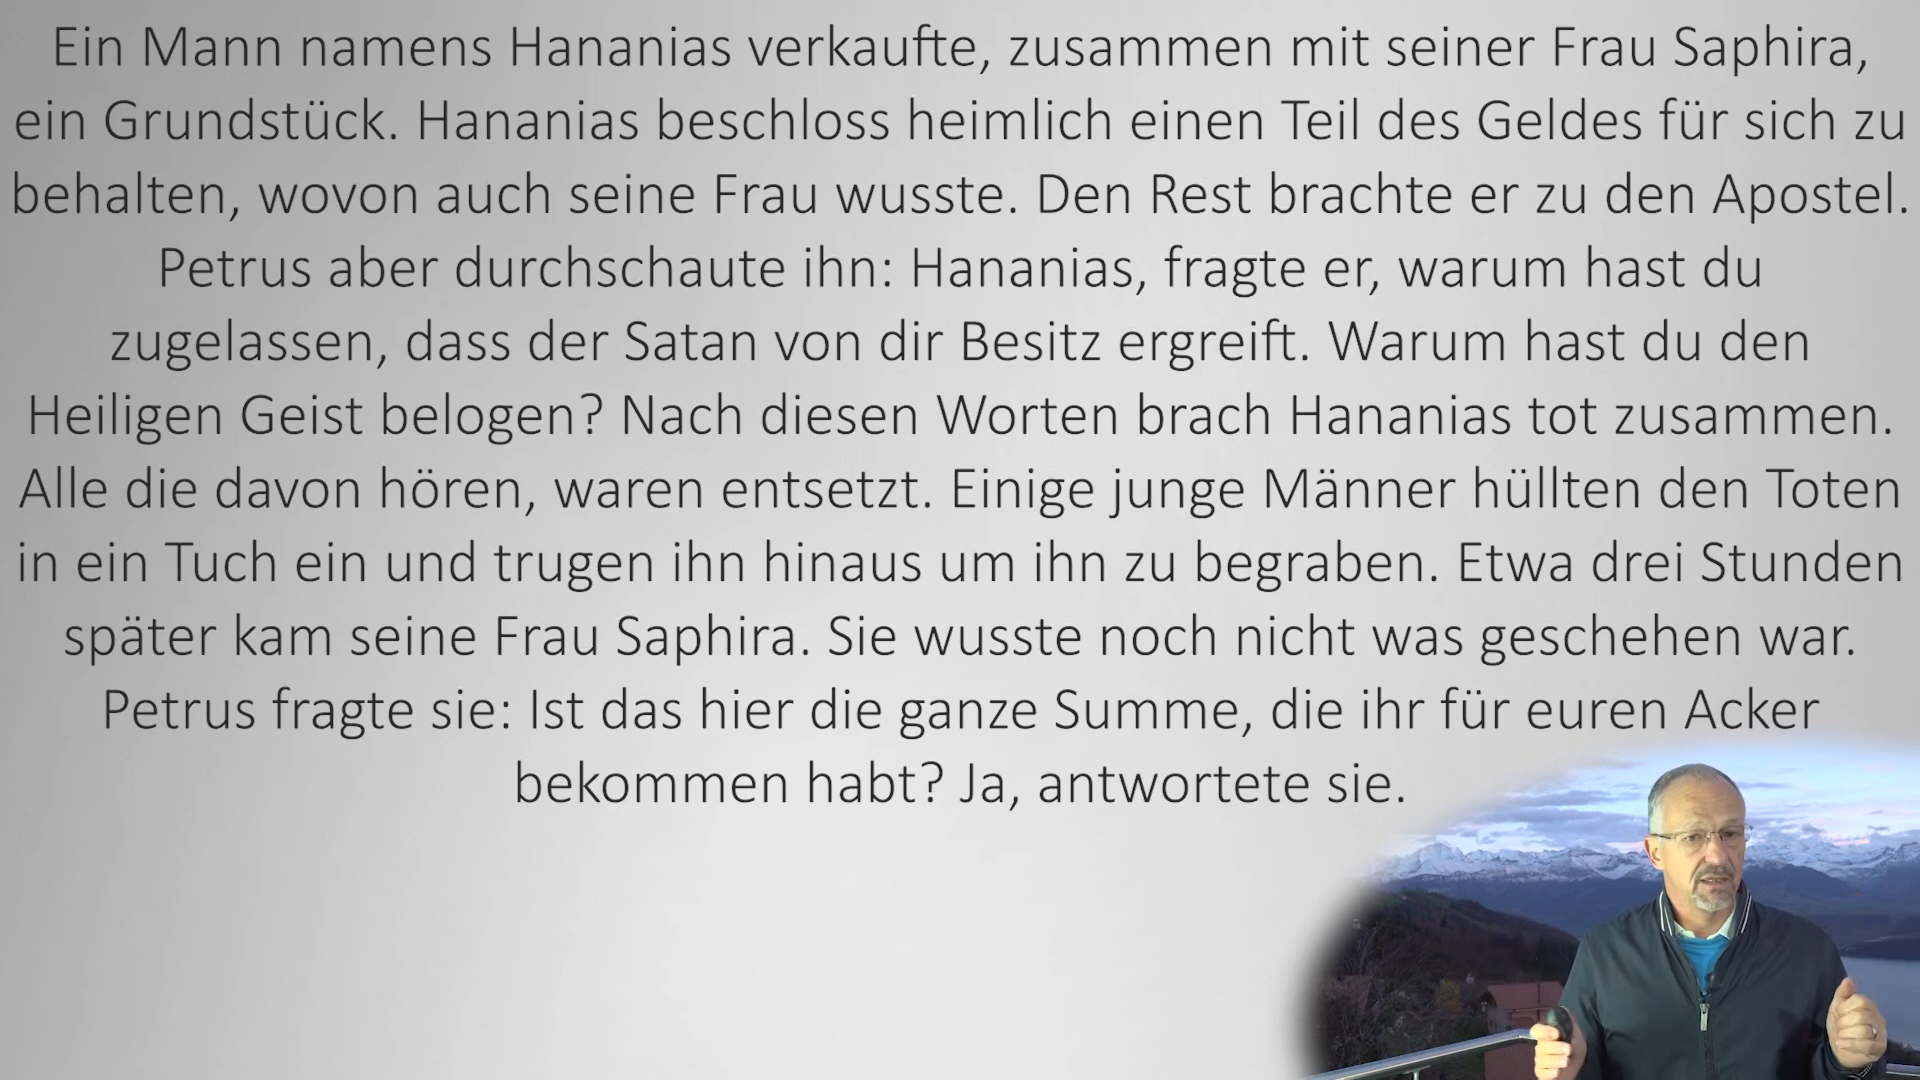 Ein Mann namens Hananias verkaufte, zusammen mit seiner Frau Saphira,
ein Grundstück. Hananias beschloss heimlich einen Teil des Geldes für sich zu
behalten, wovon auch seine Frau wusste. Den Rest brachte er zu den Apostel.
Petrus aber durchschaute ihn: Hananias, fragte er, warum hast du
zugelassen, dass der Satan von dir Besitz ergreift. Warum hast du den
Heiligen Geist belogen? Nach diesen Worten brach Hananias tot zusammen.
Alle die davon hören, waren entsetzt. Einige junge Männer hüllten den Toten
in ein Tuch ein und trugen ihn hinaus um ihn zu begraben. Etwa drei Stunden
später kam seine Frau Saphira. Sie wusste noch nicht was geschehen war.
Petrus fragte sie: Ist das hier die ganze Summe, die ihr für euren Acker
bekommen habt? Ja, antwortete sie.